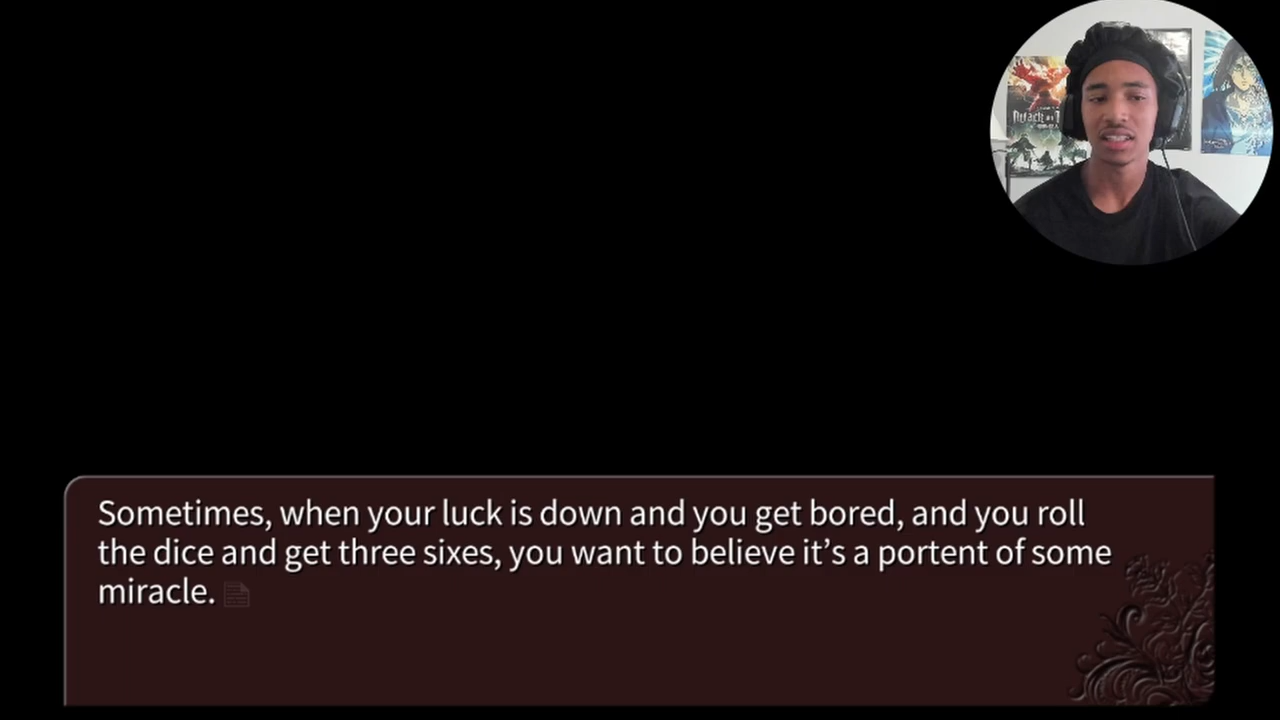 Sometimes, when your luck is down and you get bored, and you roll
the dice and get three sixes, you want to believe it’s a portent of some
miracle.